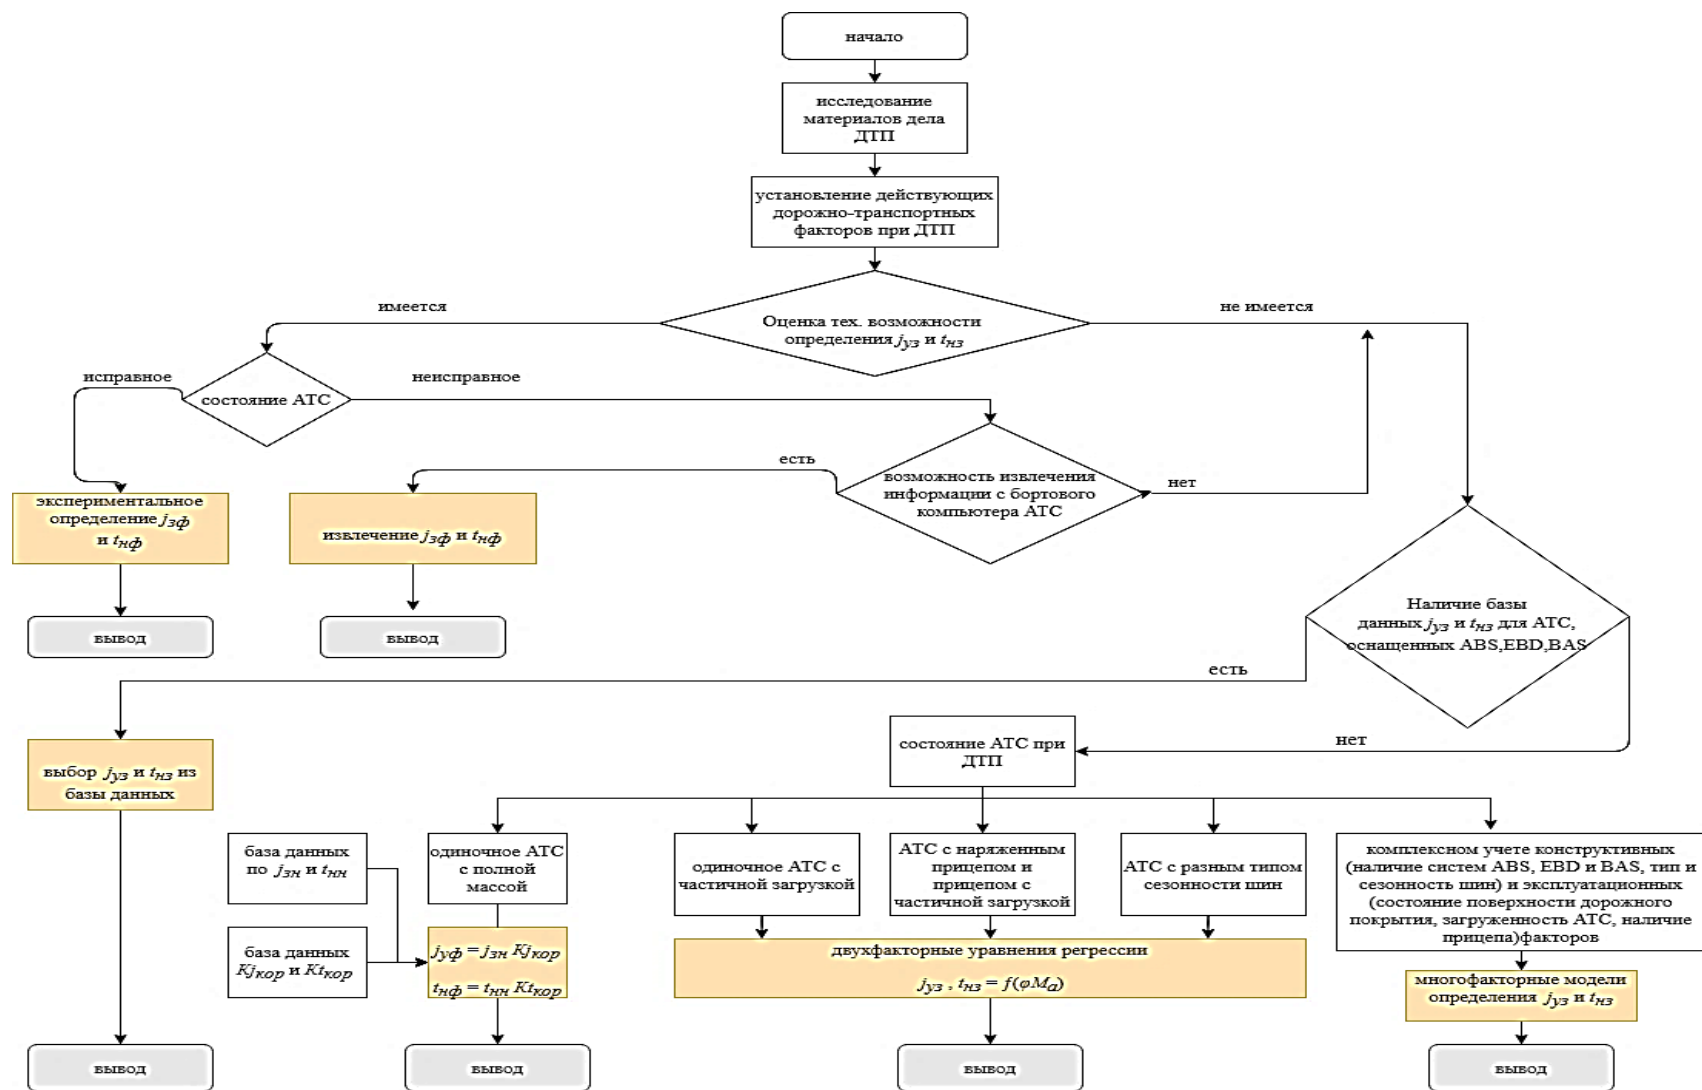 начало
исследование
материалов дела
ДТП
установление действующих
дорожно-транспортных
факторов при ДТП
имеется
не имеется
Оценка тех. возможности
определения jуз и tнз
исправное
неисправное
состояние АТС
есть
возможность извлечения
информации с бортового
компьютера АТС
нет
экспериментальное
определение jзф
и tнф
извлечение jзф и tнф
вывод
вывод
Наличие базы
данных jуз и tнз для АТС,
оснащенных ABS,EBD,BAS
есть
нет
выбор jуз и tнз из
базы данных
состояние АТС при
ДТП
база данных
по jзн и tнн
одиночное АТС
с полной
массой
одиночное АТС с
частичной загрузкой
АТС с наряженным
прицепом и
прицепом с
частичной загрузкой
АТС с разным типом
сезонности шин
комплексном учете конструктивных
(наличие систем ABS, EBD и BAS, тип и
сезонность шин) и эксплуатационных
(состояние поверхности дорожного
покрытия, загруженность АТС, наличие
прицепа)факторов
база данных
Kjкор и Ktкор
jуф = jзн Kjкор
tнф = tнн Ktкор
двухфакторные уравнения регрессии
jуз , tнз = f(φMa)
многофакторные модели
определения jуз и tнз
вывод
вывод
вывод
вывод